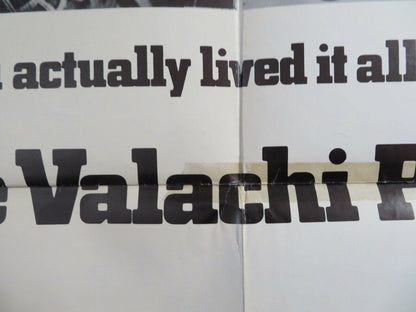 actually lived it all
e Valachi P